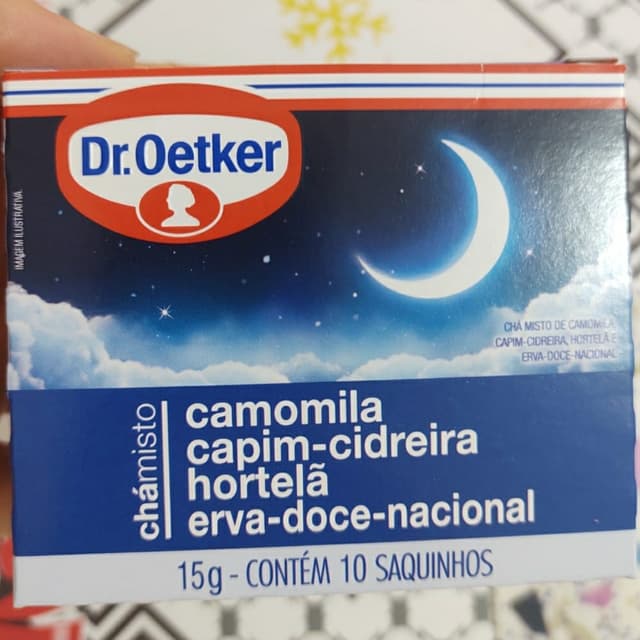 Dr.Oetker
IMAGEM ILUSTRATIVA.
CHÁ MISTO DE CAMOMILA,
CAPIM-CIDREIRA, HORTELÃ E
ERVA-DOCE-NACIONAL
chámisto
camomila
capim-cidreira
hortelã
erva-doce-nacional
15g - CONTÉM 10 SAQUINHOS